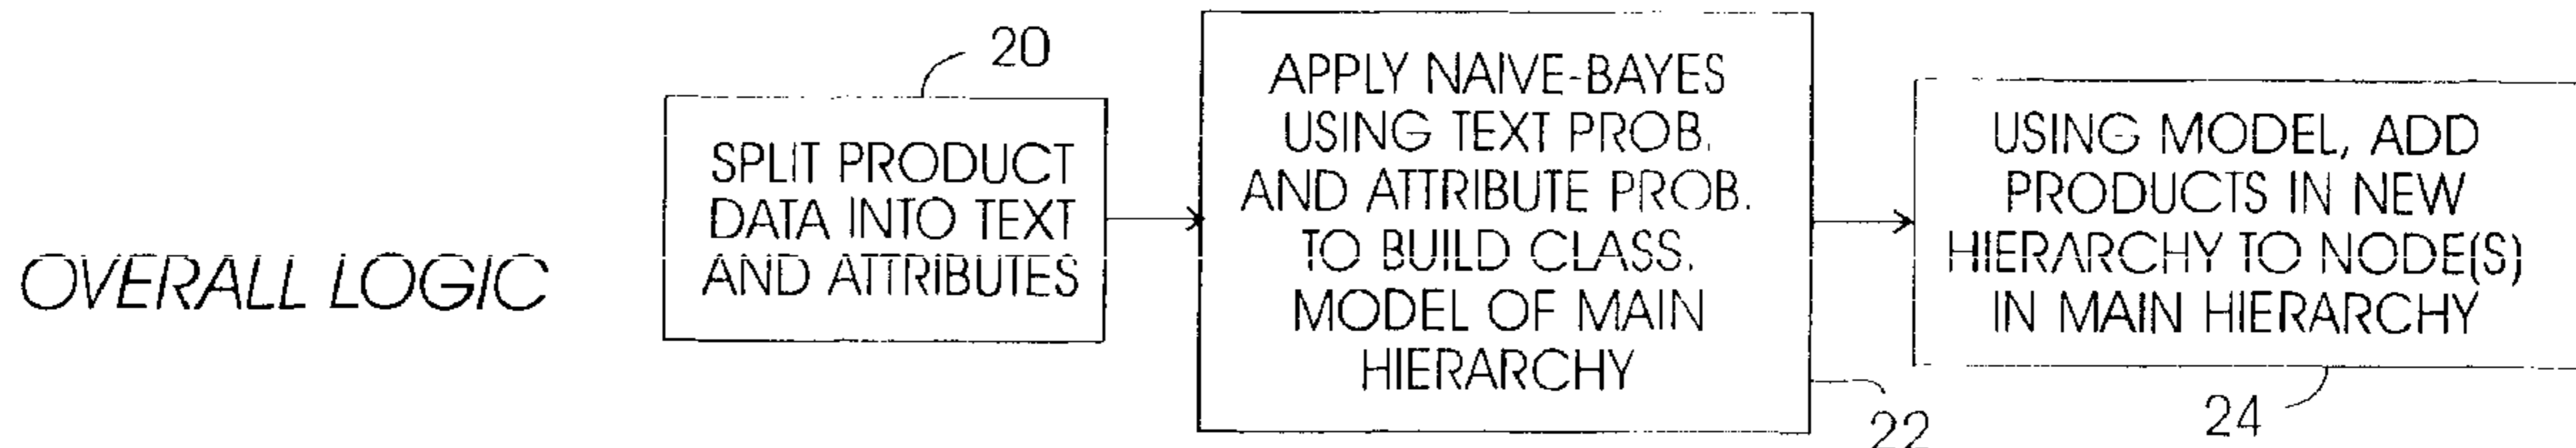 OVERALL LOGIC
20
SPLIT PRODUCT
DATA INTO TEXT
AND ATTRIBUTES
APPLY NAIVE-BAYES
USING TEXT PROB.
AND ATTRIBUTE PROB.
TO BUILD CLASS.
MODEL OF MAIN
HIERARCHY
22
USING MODEL, ADD
PRODUCTS IN NEW
HIERARCHY TO NODE(S)
IN MAIN HIERARCHY
24